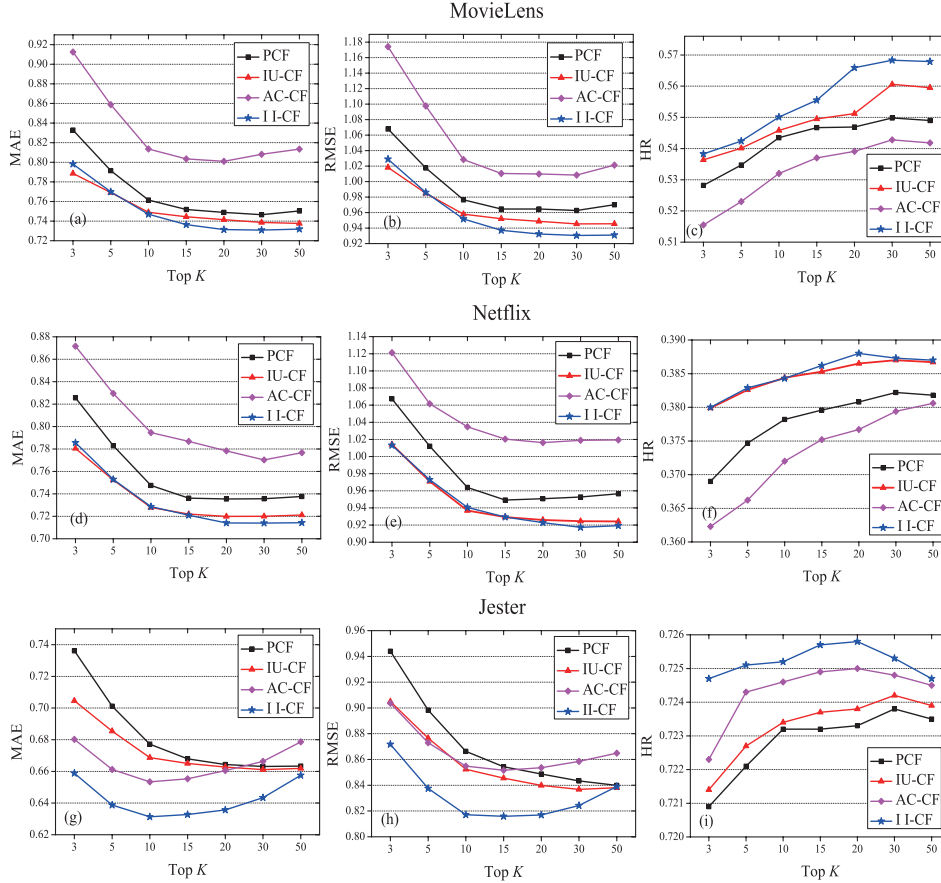 MovieLens
0.92
0.90
0.88
0.86
0.84
0.82
0.80
0.78
0.76
0.74
0.72
MAE
PCF
IU-CF
AC-CF
I I-CF
(a)
3 5 10 15 20 30 50
Top K
1.18
1.16
1.14
1.12
1.10
1.08
1.06
1.04
1.02
1.00
0.98
0.96
0.94
0.92
RMSE
PCF
IU-CF
AC-CF
I I-CF
(b)
3 5 10 15 20 30 50
Top K
0.57
0.56
0.55
0.54
0.53
0.52
0.51
HR
PCF
IU-CF
AC-CF
I I-CF
(c)
3 5 10 15 20 30 50
Top K
Netflix
0.88
0.86
0.84
0.82
0.80
0.78
0.76
0.74
0.72
0.70
MAE
PCF
IU-CF
AC-CF
I I-CF
(d)
3 5 10 15 20 30 50
Top K
1.14
1.12
1.10
1.08
1.06
1.04
1.02
1.00
0.98
0.96
0.94
0.92
0.90
RMSE
PCF
IU-CF
AC-CF
I I-CF
(e)
3 5 10 15 20 30 50
Top K
0.390
0.385
0.380
0.375
0.370
0.365
0.360
HR
PCF
IU-CF
AC-CF
I I-CF
(f)
3 5 10 15 20 30 50
Top K
Jester
0.74
0.72
0.70
0.68
0.66
0.64
0.62
MAE
PCF
IU-CF
AC-CF
I I-CF
(g)
3 5 10 15 20 30 50
Top K
0.96
0.94
0.92
0.90
0.88
0.86
0.84
0.82
0.80
RMSE
PCF
IU-CF
AC-CF
II-CF
(h)
3 5 10 15 20 30 50
Top K
0.726
0.725
0.724
0.723
0.722
0.721
0.720
HR
PCF
IU-CF
AC-CF
I I-CF
(i)
3 5 10 15 20 30 50
Top K